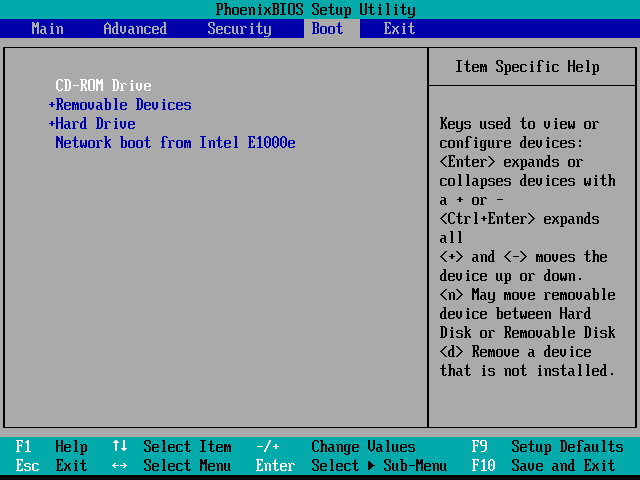 PhoenixBIOS Setup Utility
Main Advanced Security Boot Exit
CD-ROM Drive
+Removable Devices
+Hard Drive
Network boot from Intel E1000e
Item Specific Help
Keys used to view or
configure devices:
<Enter> expands or
collapses devices with
a + or -
<Ctrl+Enter> expands
all
<+> and <-> moves the
device up or down.
<n> May move removable
device between Hard
Disk or Removable Disk
<d> Remove a device
that is not installed.
F1 Help ↑↓ Select Item -/+ Change Values F9 Setup Defaults
Esc Exit ↔ Select Menu Enter Select ▶ Sub-Menu F10 Save and Exit